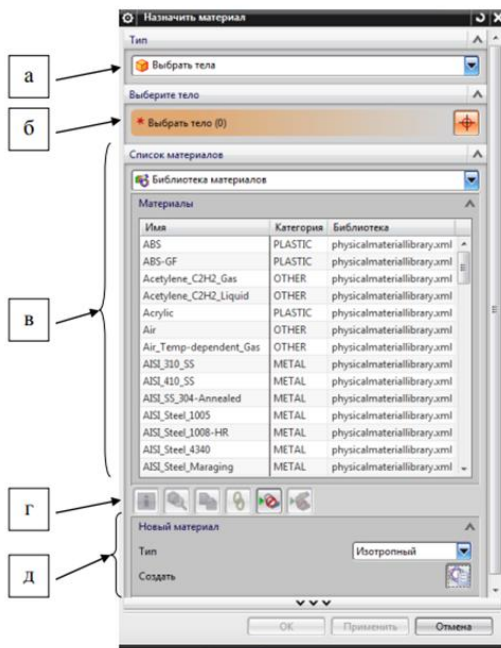 Назначить материал
Тип
а
Выбрать тела
Выберите тело
б
* Выбрать тело (0)
Список материалов
Библиотека материалов
Материалы
Имя Категория Библиотека
ABS PLASTIC physicalmateriallibrary.xml
ABS-GF PLASTIC physicalmateriallibrary.xml
Acetylene_C2H2_Gas OTHER physicalmateriallibrary.xml
Acetylene_C2H2_Liquid OTHER physicalmateriallibrary.xml
в
Acrylic PLASTIC physicalmateriallibrary.xml
Air OTHER physicalmateriallibrary.xml
Air_Temp-dependent_Gas OTHER physicalmateriallibrary.xml
AISI_310_SS METAL physicalmateriallibrary.xml
AISI_410_SS METAL physicalmateriallibrary.xml
AISI_SS_304-Annealed METAL physicalmateriallibrary.xml
AISI_Steel_1005 METAL physicalmateriallibrary.xml
AISI_Steel_1008-HR METAL physicalmateriallibrary.xml
AISI_Steel_4340 METAL physicalmateriallibrary.xml
AISI_Steel_Maraging METAL physicalmateriallibrary.xml
г
Новый материал
Тип Изотропный
д
Создать
ОК Применить Отмена